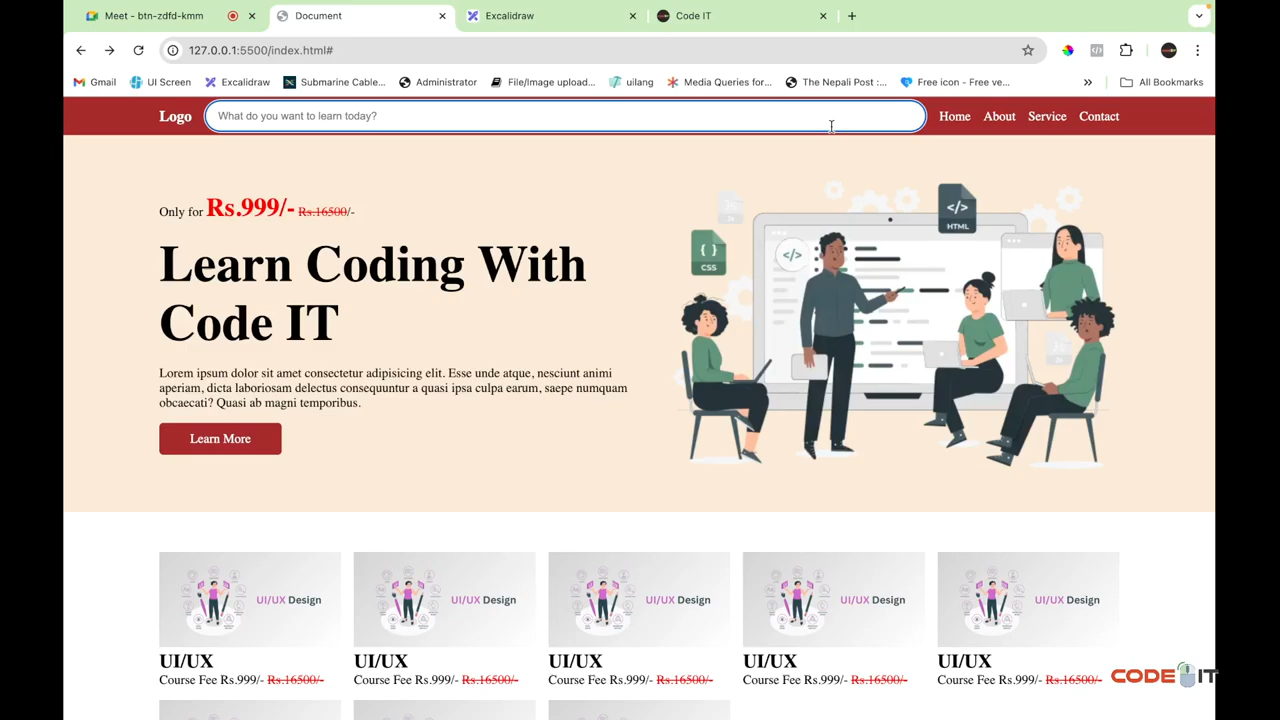 Meet - btn-zdfd-kmm
Document
Excalidraw
Code IT
127.0.0.1:5500/index.html#
Gmail
UI Screen
Excalidraw
Submarine Cable...
Administrator
File/Image upload...
uilang
Media Queries for...
The Nepali Post :...
Free icon - Free ve...
All Bookmarks
Logo
What do you want to learn today?
Home
About
Service
Contact
Only for Rs.999/- Rs.16500/-
Learn Coding With
Code IT
Lorem ipsum dolor sit amet consectetur adipisicing elit. Esse unde atque, nesciunt animi
aperiam, dicta laboriosam delectus consequuntur a quasi ipsa culpa earum, saepe numquam
obcaecati? Quasi ab magni temporibus.
Learn More
{ }
CSS
</>
</>
HTML
UI/UX Design
UI/UX Design
UI/UX Design
UI/UX Design
UI/UX Design
UI/UX
UI/UX
UI/UX
UI/UX
UI/UX
Course Fee Rs.999/- Rs.16500/-
Course Fee Rs.999/- Rs.16500/-
Course Fee Rs.999/- Rs.16500/-
Course Fee Rs.999/- Rs.16500/-
Course Fee Rs.999/- Rs.16500/-
CODE IT